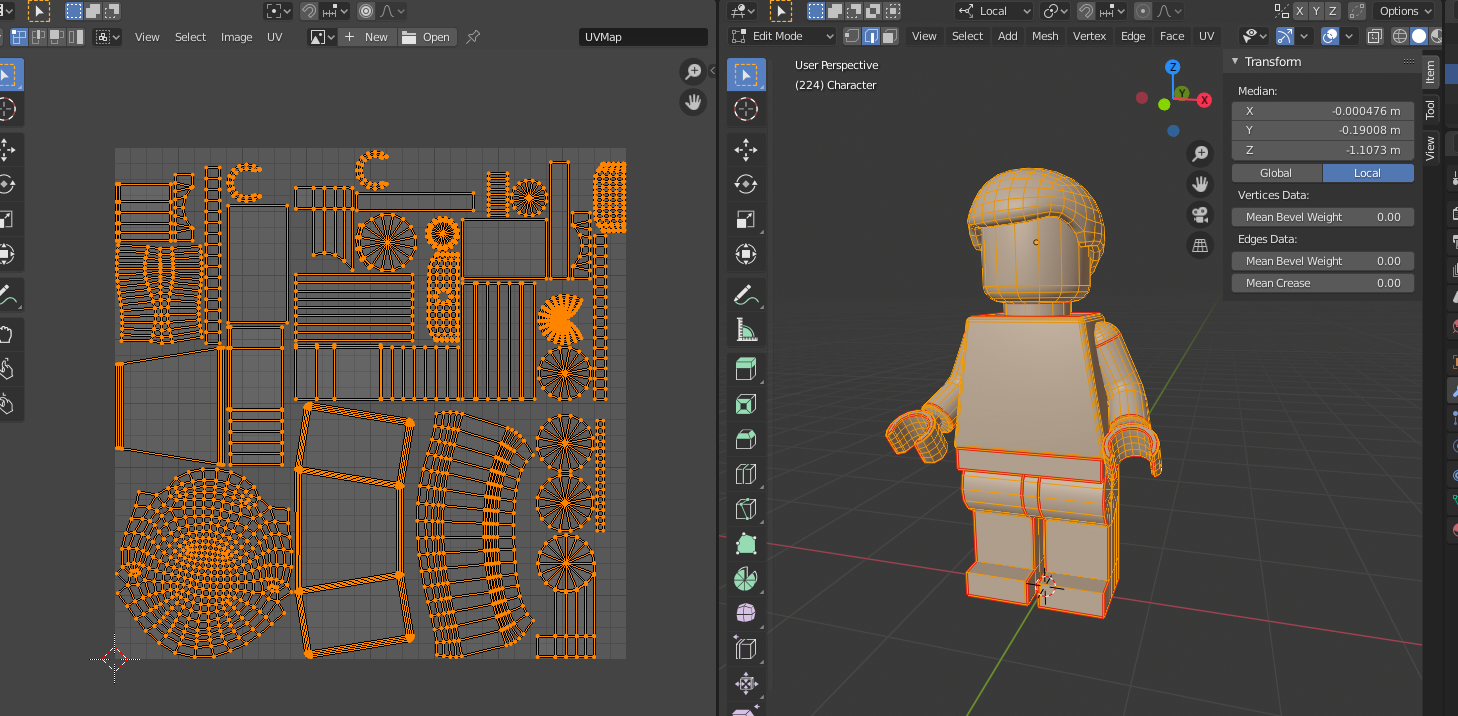 Local
X Y Z
Options
View Select Image UV
New
Open
UVMap
Edit Mode
View Select Add Mesh Vertex Edge Face UV
User Perspective
(224) Character
Z
Y
X
Transform
Median:
X -0.000476 m
Y -0.19008 m
Z -1.1073 m
Global Local
Vertices Data:
Mean Bevel Weight 0.00
Edges Data:
Mean Bevel Weight 0.00
Mean Crease 0.00
Item
Tool
View